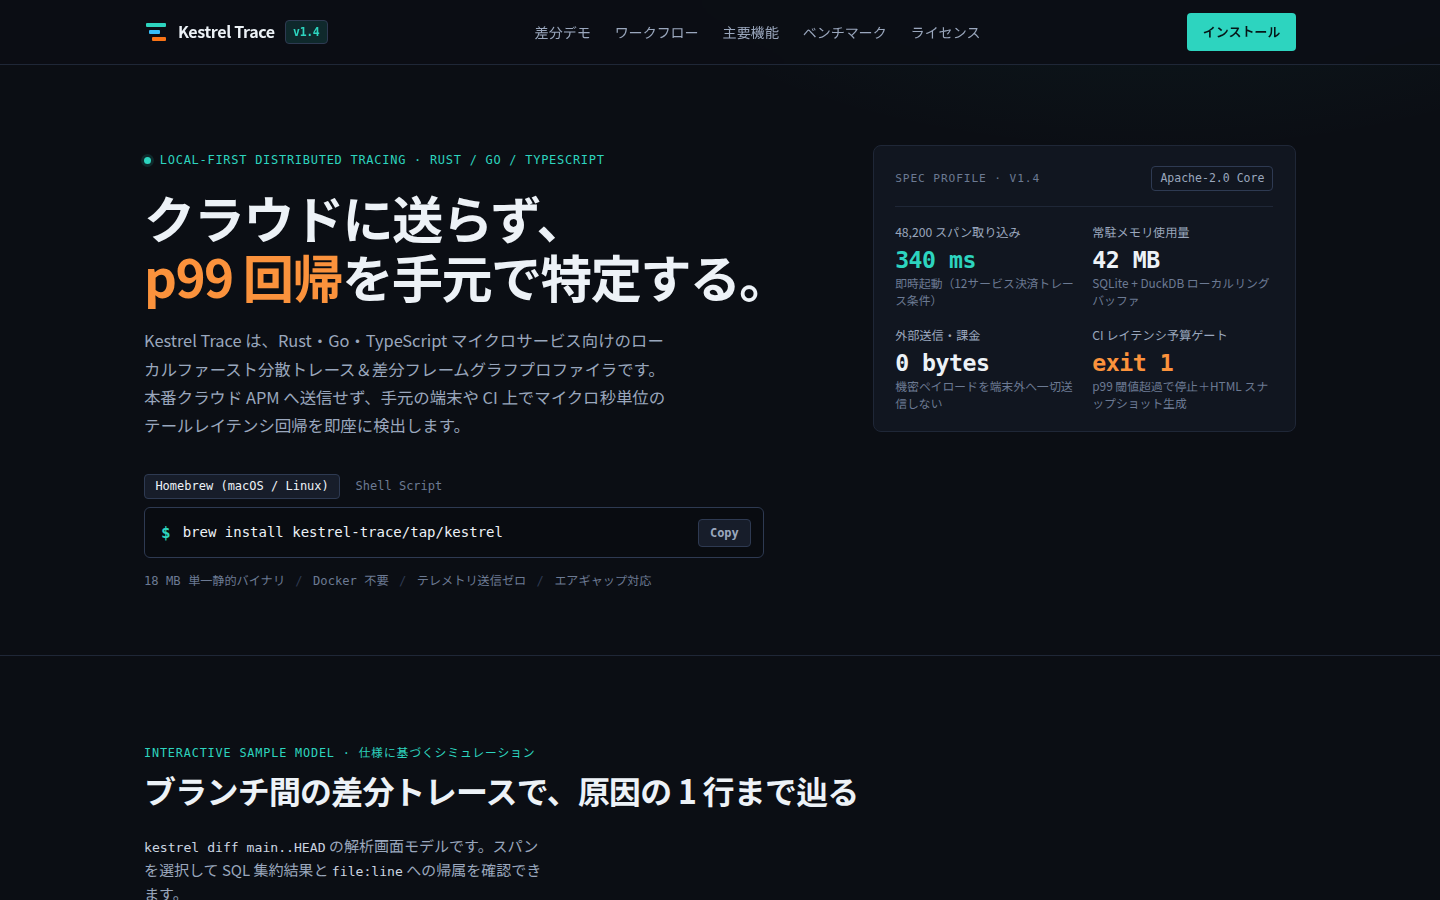 Kestrel Trace v1.4
差分デモ ワークフロー 主要機能 ベンチマーク ライセンス
インストール
LOCAL-FIRST DISTRIBUTED TRACING · RUST / GO / TYPESCRIPT
クラウドに送らず、
p99 回帰を手元で特定する。
Kestrel Trace は、Rust・Go・TypeScript マイクロサービス向けのロー
カルファースト分散トレース＆差分フレームグラフプロファイラです。
本番クラウド APM へ送信せず、手元の端末や CI 上でマイクロ秒単位の
テールレイテンシ回帰を即座に検出します。
Homebrew (macOS / Linux) Shell Script
$ brew install kestrel-trace/tap/kestrel
Copy
18 MB 単一静的バイナリ / Docker 不要 / テレメトリ送信ゼロ / エアギャップ対応
SPEC PROFILE · V1.4
Apache-2.0 Core
48,200 スパン取り込み
340 ms
即時起動（12サービス決済トレー
ス条件）
常駐メモリ使用量
42 MB
SQLite + DuckDB ローカルリング
バッファ
外部送信・課金
0 bytes
機密ペイロードを端末外へ一切送
信しない
CI レイテンシ予算ゲート
exit 1
p99 閾値超過で停止＋HTML スナ
ップショット生成
INTERACTIVE SAMPLE MODEL · 仕様に基づくシミュレーション
ブランチ間の差分トレースで、原因の 1 行まで辿る
kestrel diff main..HEAD の解析画面モデルです。スパン
を選択して SQL 集約結果と file:line への帰属を確認でき
ます。